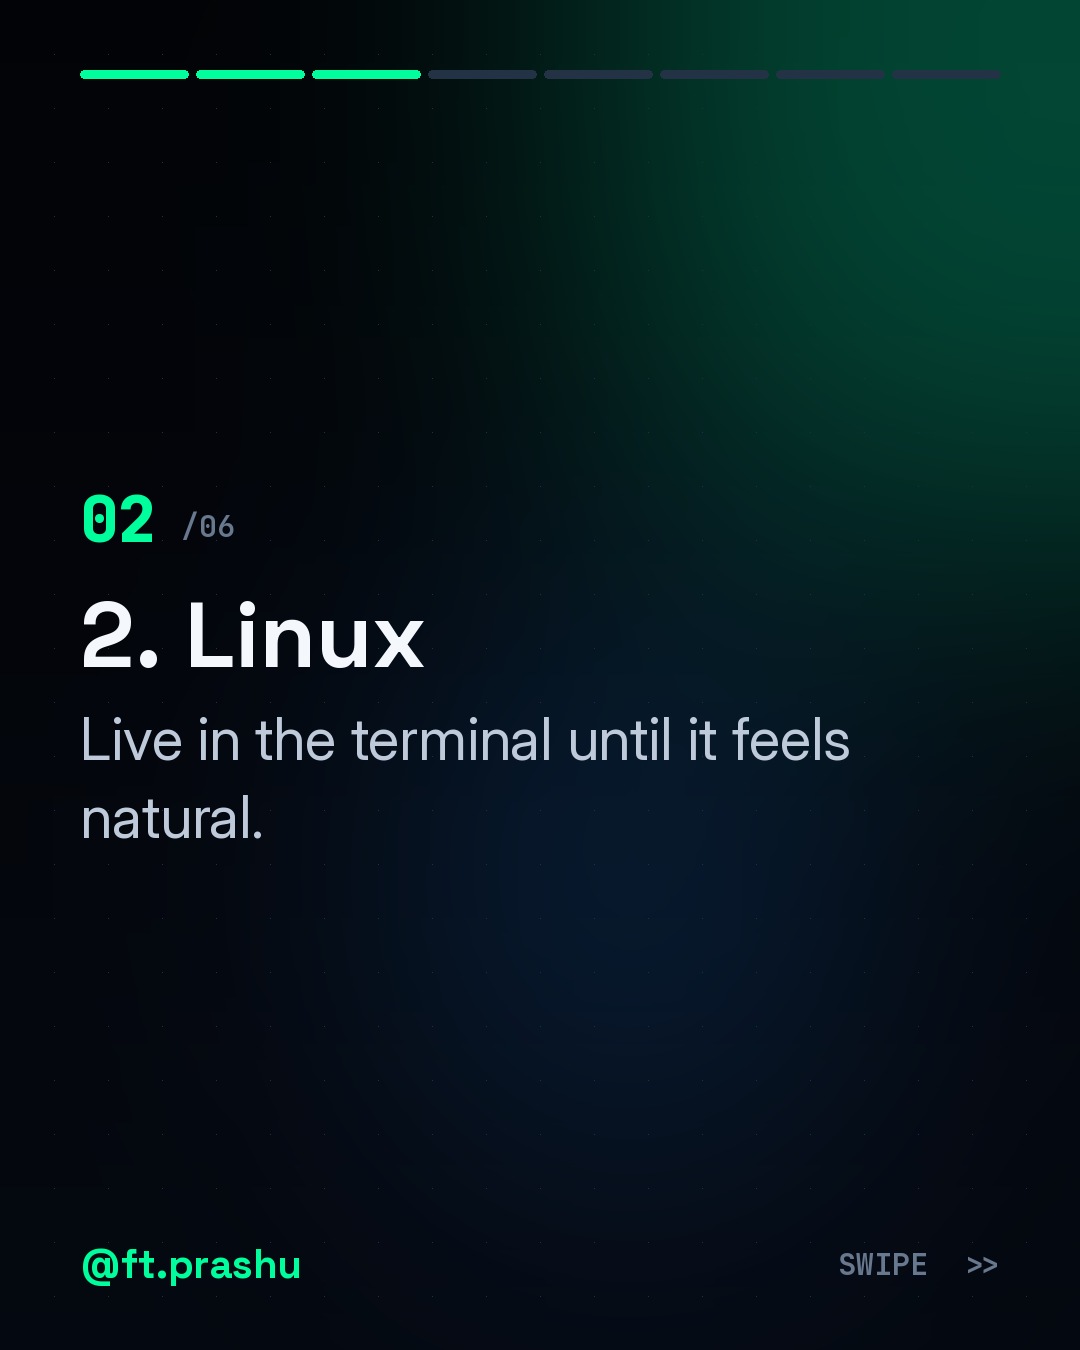 02 /06
2. Linux
Live in the terminal until it feels
natural.
@ft.prashu
SWIPE >>